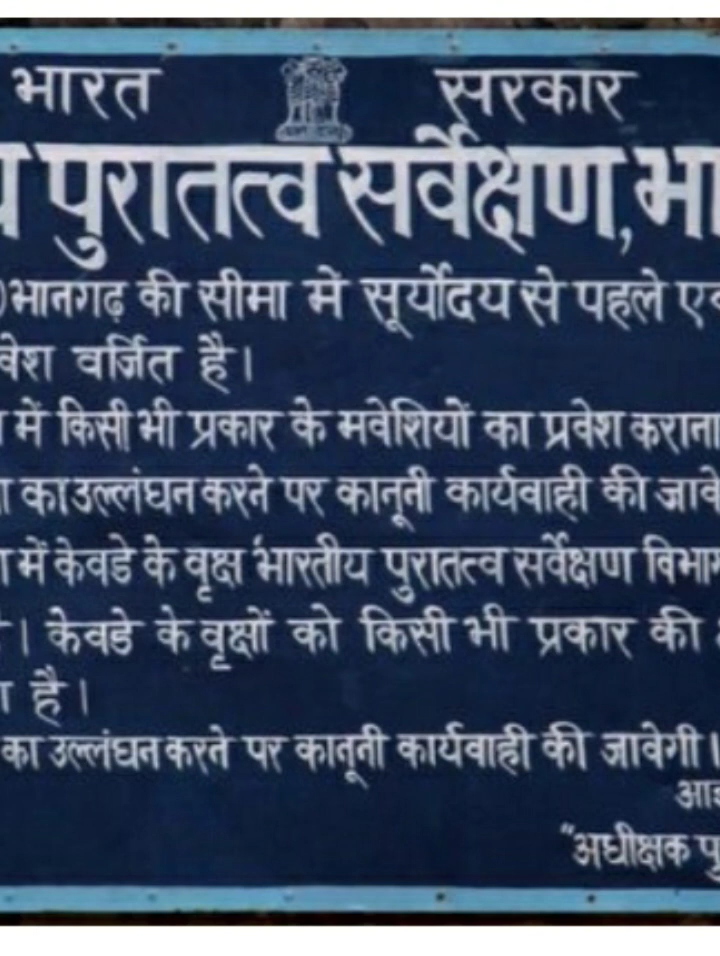 भारत सरकार
पुरातत्व सर्वेक्षण,
भानगढ़ की सीमा में सूर्योदय से पहले
वर्जित है।
में किसी भी प्रकार के मवेशियों का प्रवेश कराना
का उल्लंघन करने पर कानूनी कार्यवाही की जावे
में केवडे के वृक्ष भारतीय पुरातत्व सर्वेक्षण विभाग
। केवडे के वृक्षों को किसी भी प्रकार की
है।
का उल्लंघन करने पर कानूनी कार्यवाही की जावेगी।
"अधीक्षक